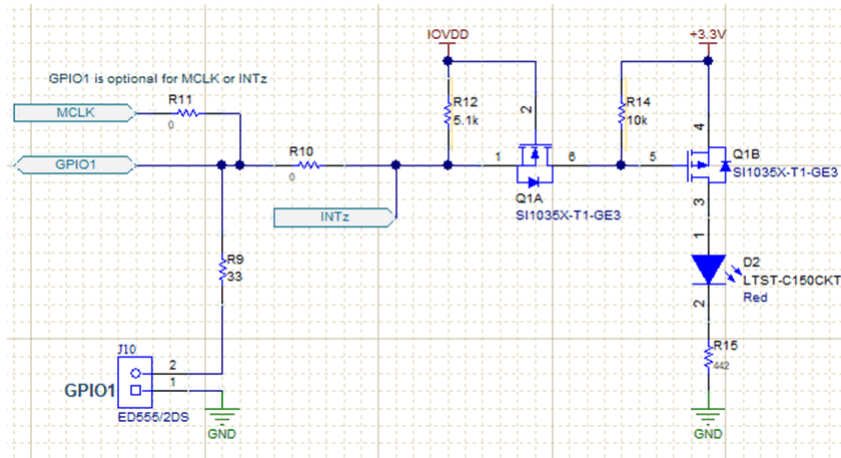 IOVDD
+3.3V
GPIO1 is optional for MCLK or INTz
R11
MCLK
0
R12
5.1k
2
R14
10k
4
GPIO1
R10
0
1
6
5
Q1B
SI1035X-T1-GE3
Q1A
SI1035X-T1-GE3
INTz
3
1
R9
33
D2
LTST-C150CKT
Red
2
J10
R15
442
2
1
GPIO1
ED555/2DS
GND
GND